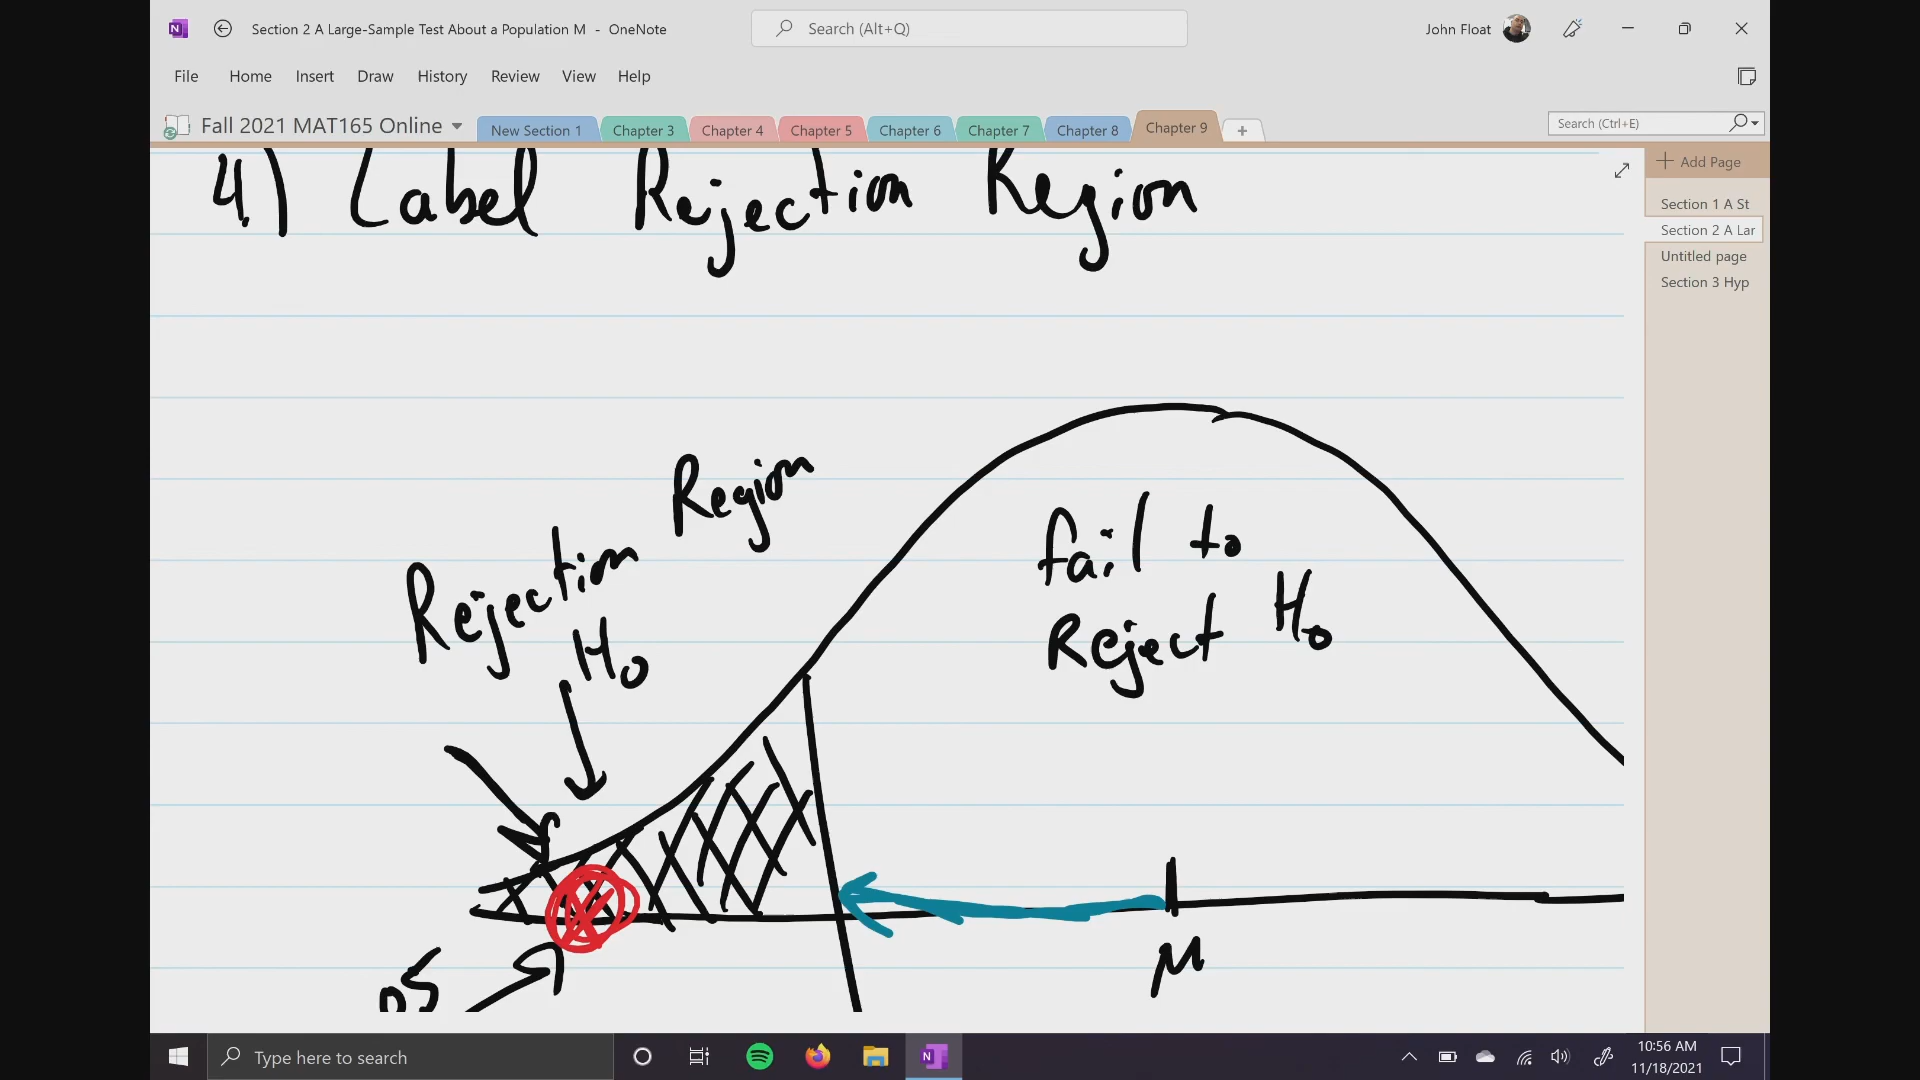 Section 2 A Large-Sample Test About a Population M - OneNote
Search (Alt+Q)
John Float
File Home Insert Draw History Review View Help
Fall 2021 MAT165 Online
New Section 1 Chapter 3 Chapter 4 Chapter 5 Chapter 6 Chapter 7 Chapter 8 Chapter 9 +
Search (Ctrl+E)
Add Page
Section 1 A St
Section 2 A Lar
Untitled page
Section 3 Hyp
4.) Label Rejection Region
Rejection Region
H₀
fail to
Reject H₀
μ
05
Type here to search
10:56 AM
11/18/2021